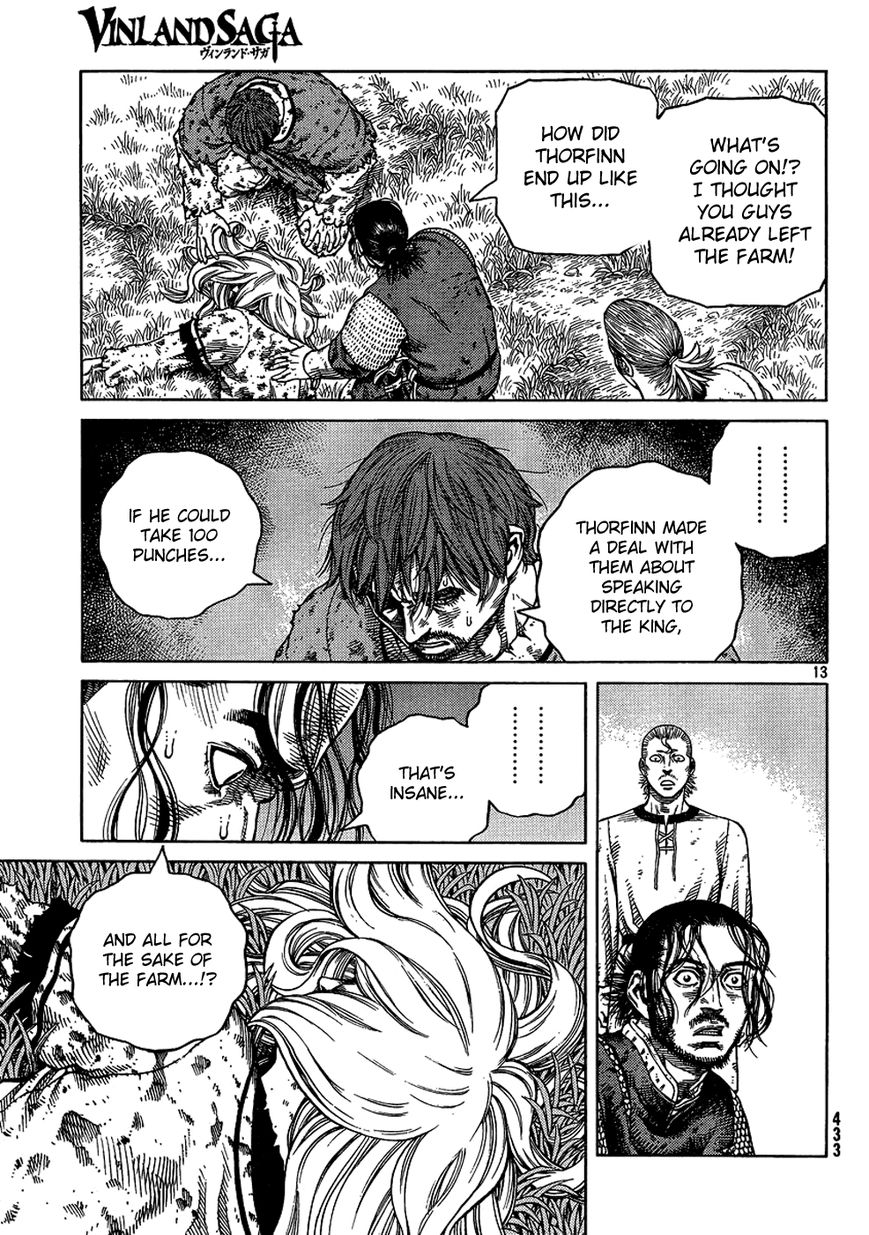 VINLAND SAGA
ヴィンランド・サガ
WHAT'S
GOING ON!?
I THOUGHT
YOU GUYS
ALREADY LEFT
THE FARM!
HOW DID
THORFINN
END UP LIKE
THIS...
THORFINN MADE
A DEAL WITH
THEM ABOUT
SPEAKING
DIRECTLY TO
THE KING,
IF HE COULD
TAKE 100
PUNCHES...
13
THAT'S
INSANE...
AND ALL FOR
THE SAKE OF
THE FARM...!?
433